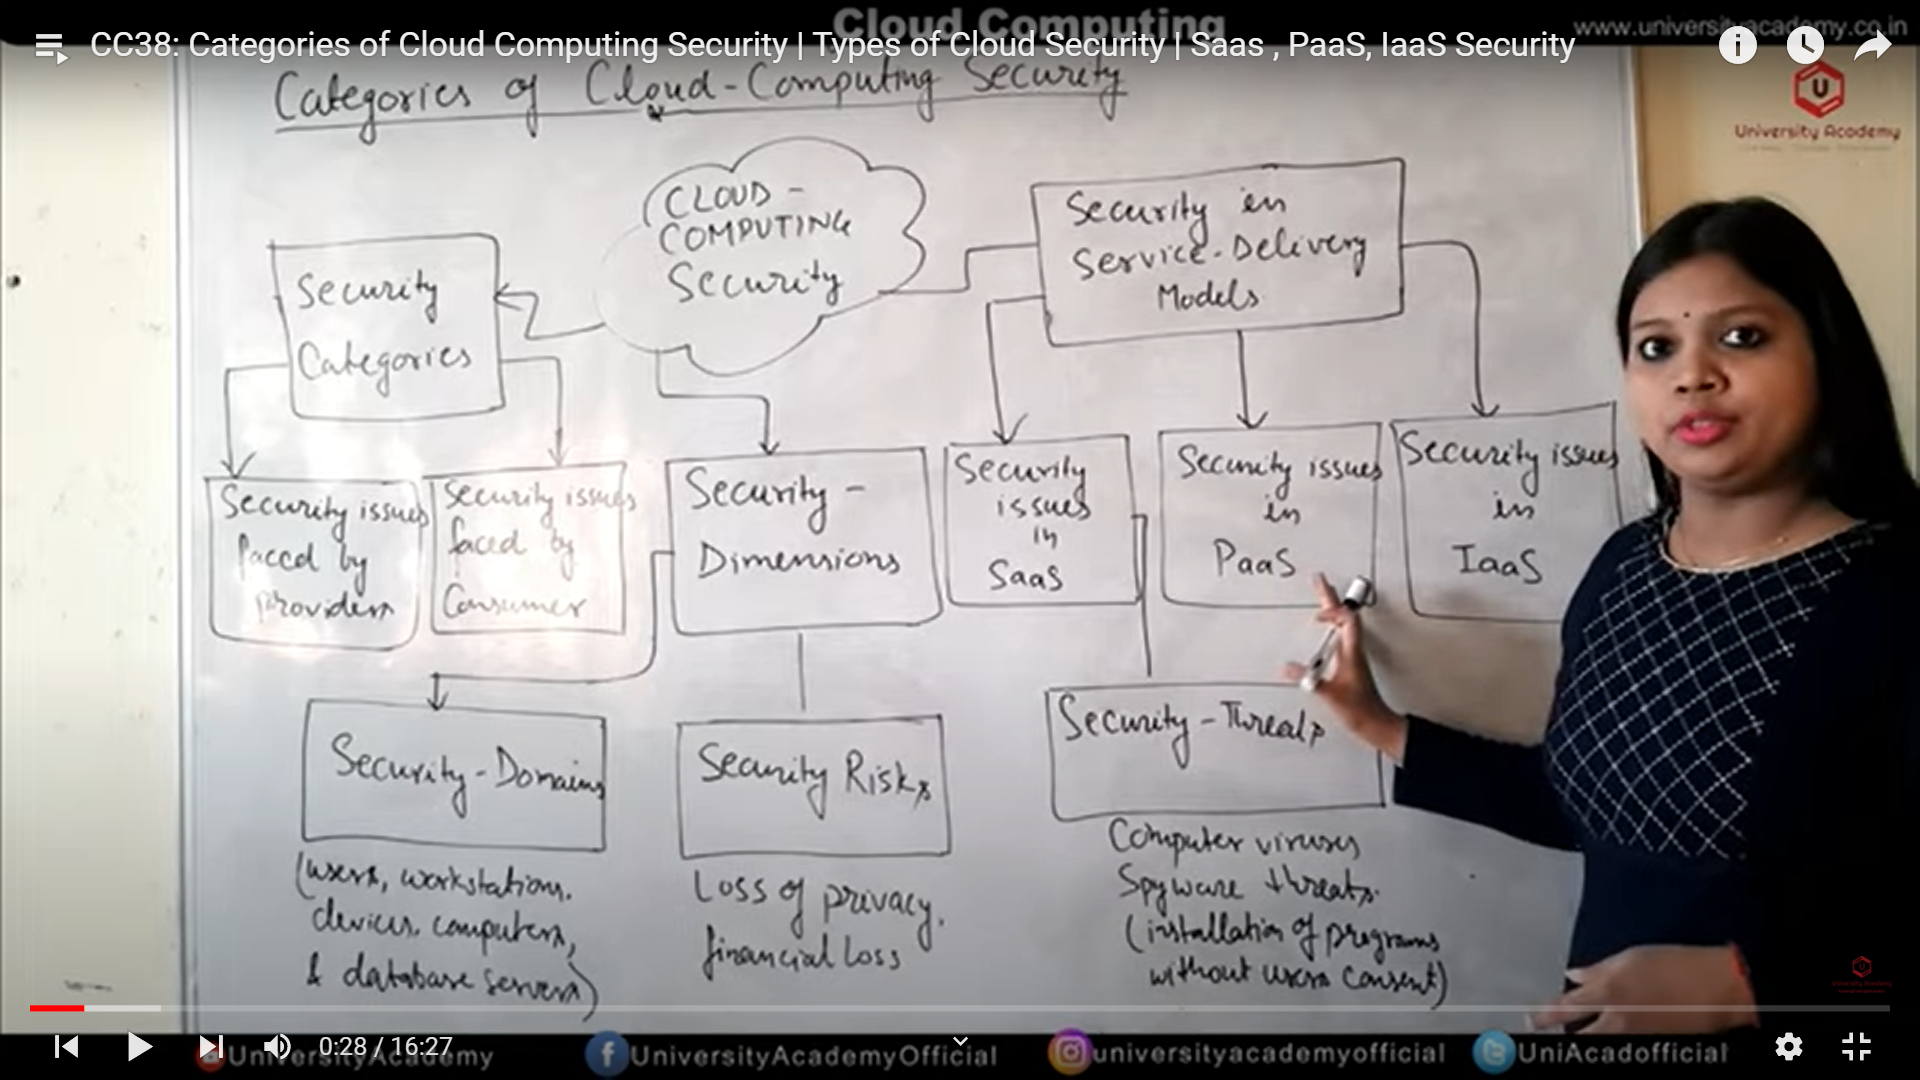 Cloud Computing
www.universityacademy.co.in
CC38: Categories of Cloud Computing Security | Types of Cloud Security | Saas , PaaS, IaaS Security
Categories of Cloud-Computing Security
U
University Academy
CLOUD -
COMPUTING
Security
Security in
Service-Delivery
Models
Security
Categories
Security issues
faced by
providers
Security issues
faced by
Consumer
Security -
Dimensions
Security
issues
in
SaaS
Security issues
in
PaaS
Security issues
in
IaaS
Security - Domains
(users, workstations.
devices. computers,
& database servers)
Security Risks
Loss of privacy.
financial loss
Security - Threats
Computer viruses
Spyware threats.
(installation of programs
without users consent)
0:28 / 16:27
UniversityAcademy
UniversityAcademyOfficial
universityacademyofficial
UniAcadofficial